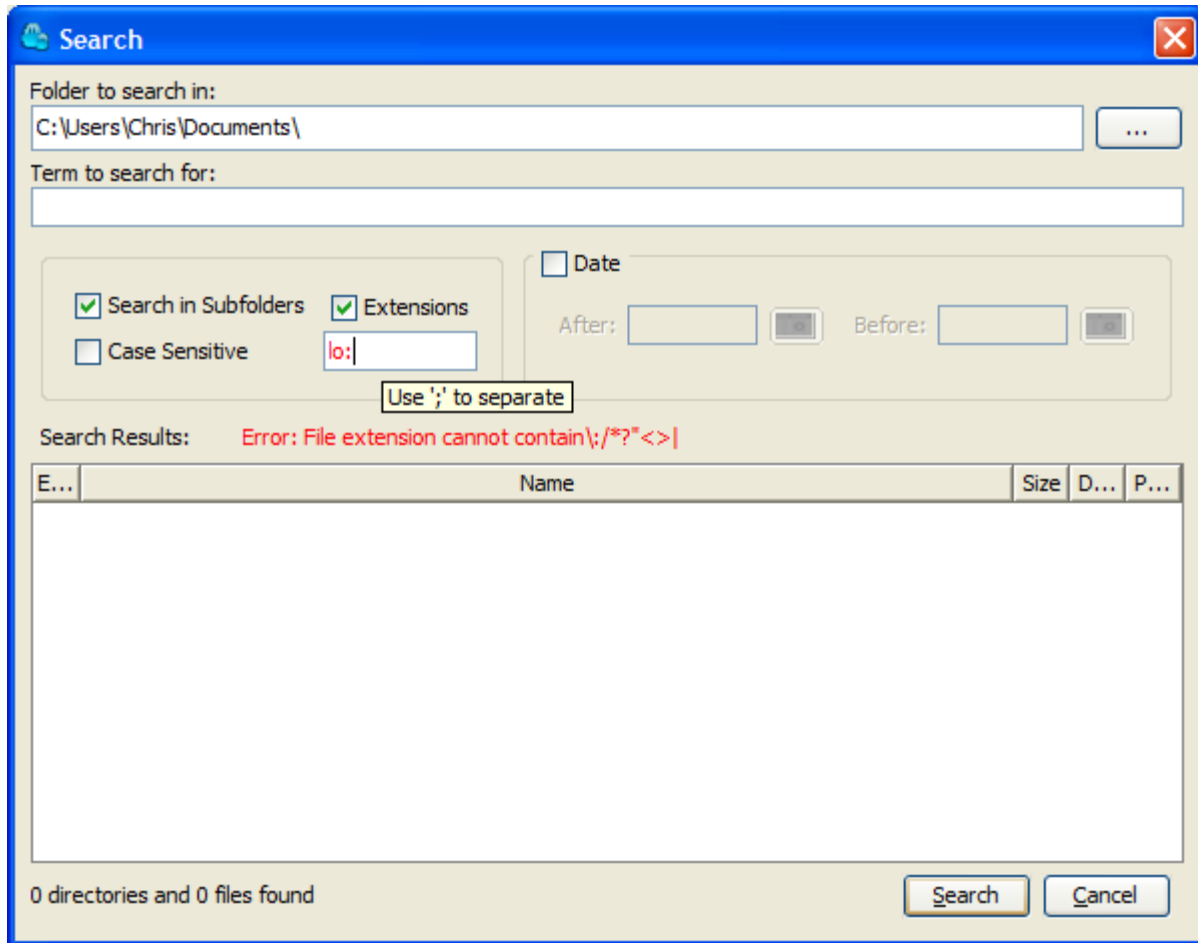 Search
Folder to search in:
C:\Users\Chris\Documents\
...
Term to search for:
Date
Search in Subfolders
Extensions
After:
Before:
Case Sensitive
lo:
Use ';' to separate
Search Results:
Error: File extension cannot contain\:/*?"<>|
E... Name Size D... P...
0 directories and 0 files found
Search
Cancel